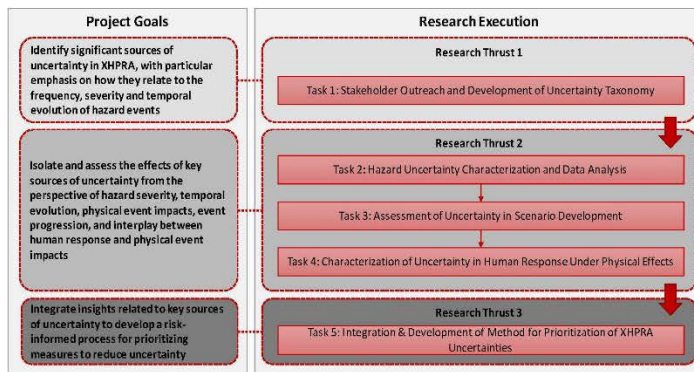 Project Goals
Identify significant sources of
uncertainty in XHPRA, with particular
emphasis on how they relate to the
frequency, severity and temporal
evolution of hazard events
Isolate and assess the effects of key
sources of uncertainty from the
perspective of hazard severity, temporal
evolution, physical event impacts, event
progression, and interplay between
human response and physical event
impacts
Integrate insights related to key sources
of uncertainty to develop a risk-
informed process for prioritizing
measures to reduce uncertainty
Research Execution
Research Thrust 1
Task 1: Stakeholder Outreach and Development of Uncertainty Taxonomy
Research Thrust 2
Task 2: Hazard Uncertainty Characterization and Data Analysis
Task 3: Assessment of Uncertainty in Scenario Development
Task 4: Characterization of Uncertainty in Human Response Under Physical Effects
Research Thrust 3
Task 5: Integration & Development of Method for Prioritization of XHPRA
Uncertainties